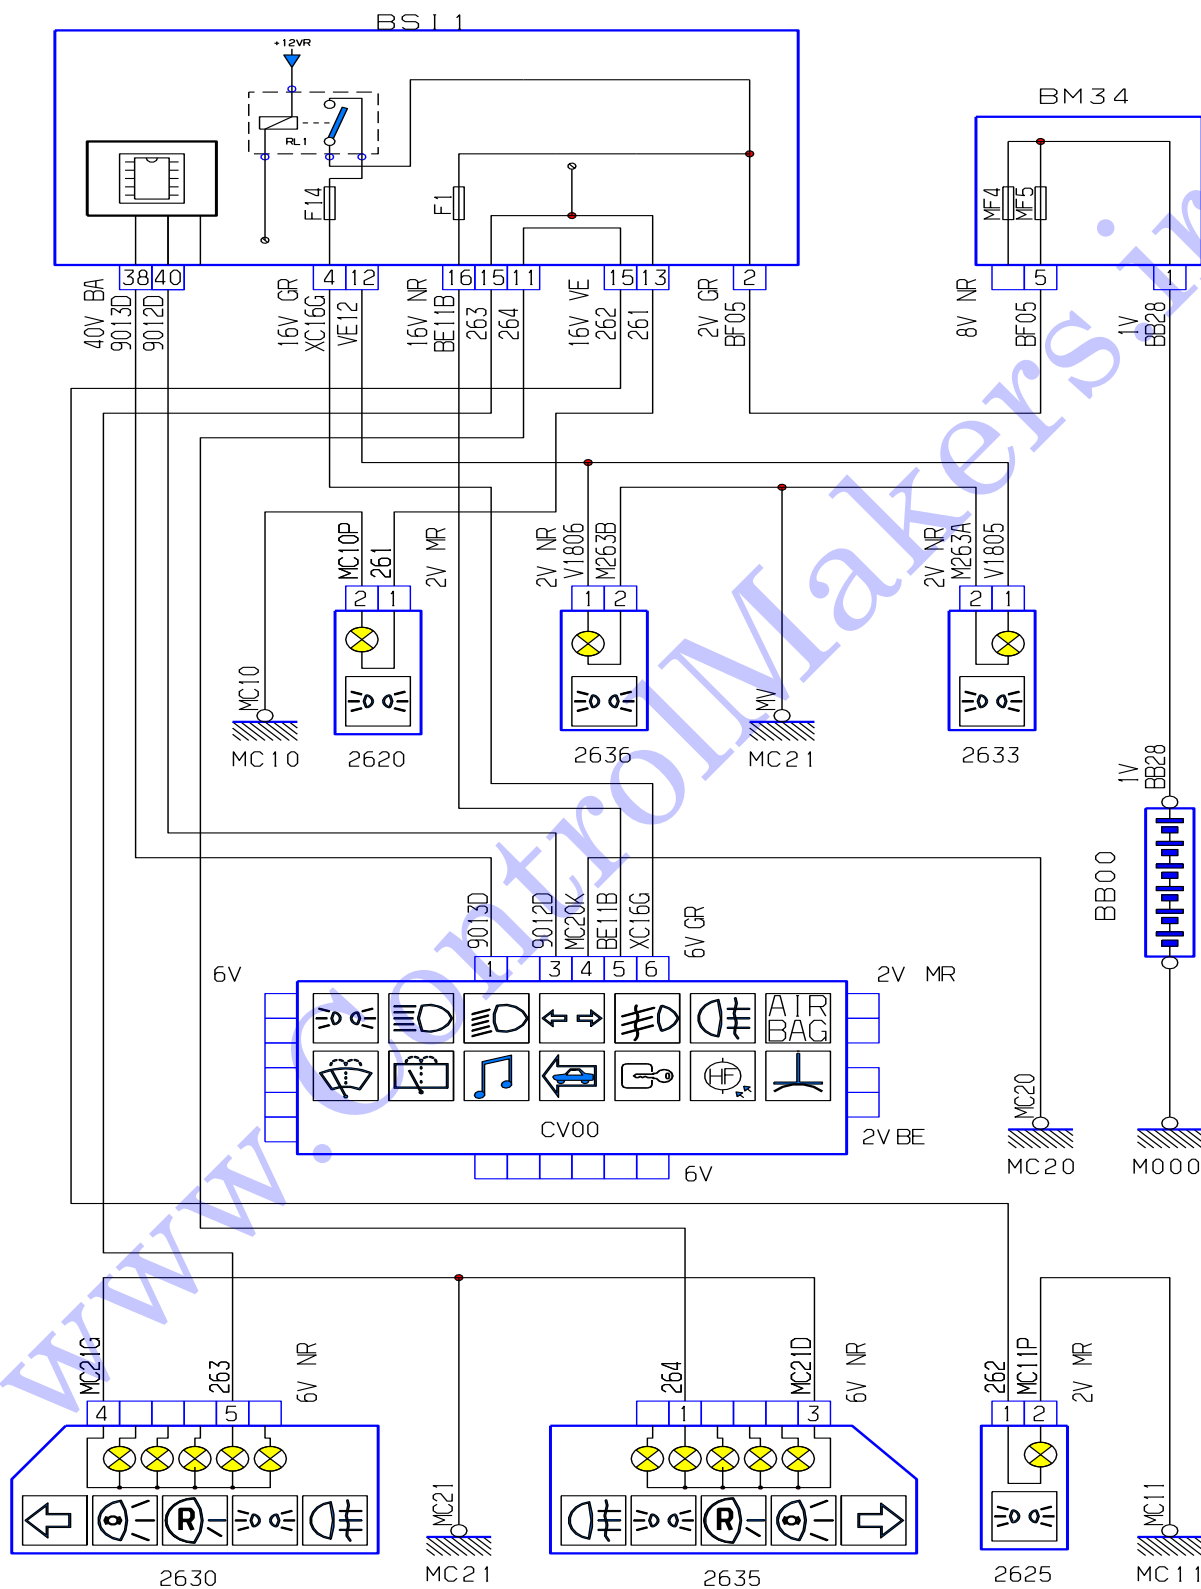 BSI1
+12VR
BM34
RL1
F14
F1
MF4
MF5
38
40
4
12
16
15
11
15
13
2
5
1
40V BA
9013D
9012D
16V GR
XC16G
VE12
16V NR
BE11B
263
264
16V VE
262
261
2V GR
BF05
8V NR
BF05
1V
BB28
MC10P
261
2V MR
2V NR
V1806
M263B
2V NR
M263A
V1805
2
1
1
2
2
1
MC10
MV
MC10
2620
2636
MC21
2633
1V
BB28
BB00
9013D
9012D
MC20K
BE11B
XC16G
6V GR
6V
1
3
4
5
6
2V MR
AIR
BAG
HF
CV00
MC20
2V BE
6V
MC20
M000
MC21G
263
6V NR
264
MC21D
6V NR
262
MC11P
2V MR
4
5
1
3
1
2
R
R
MC21
MC11
2630
MC21
2635
2625
MC11
www.ControlMakers.ir